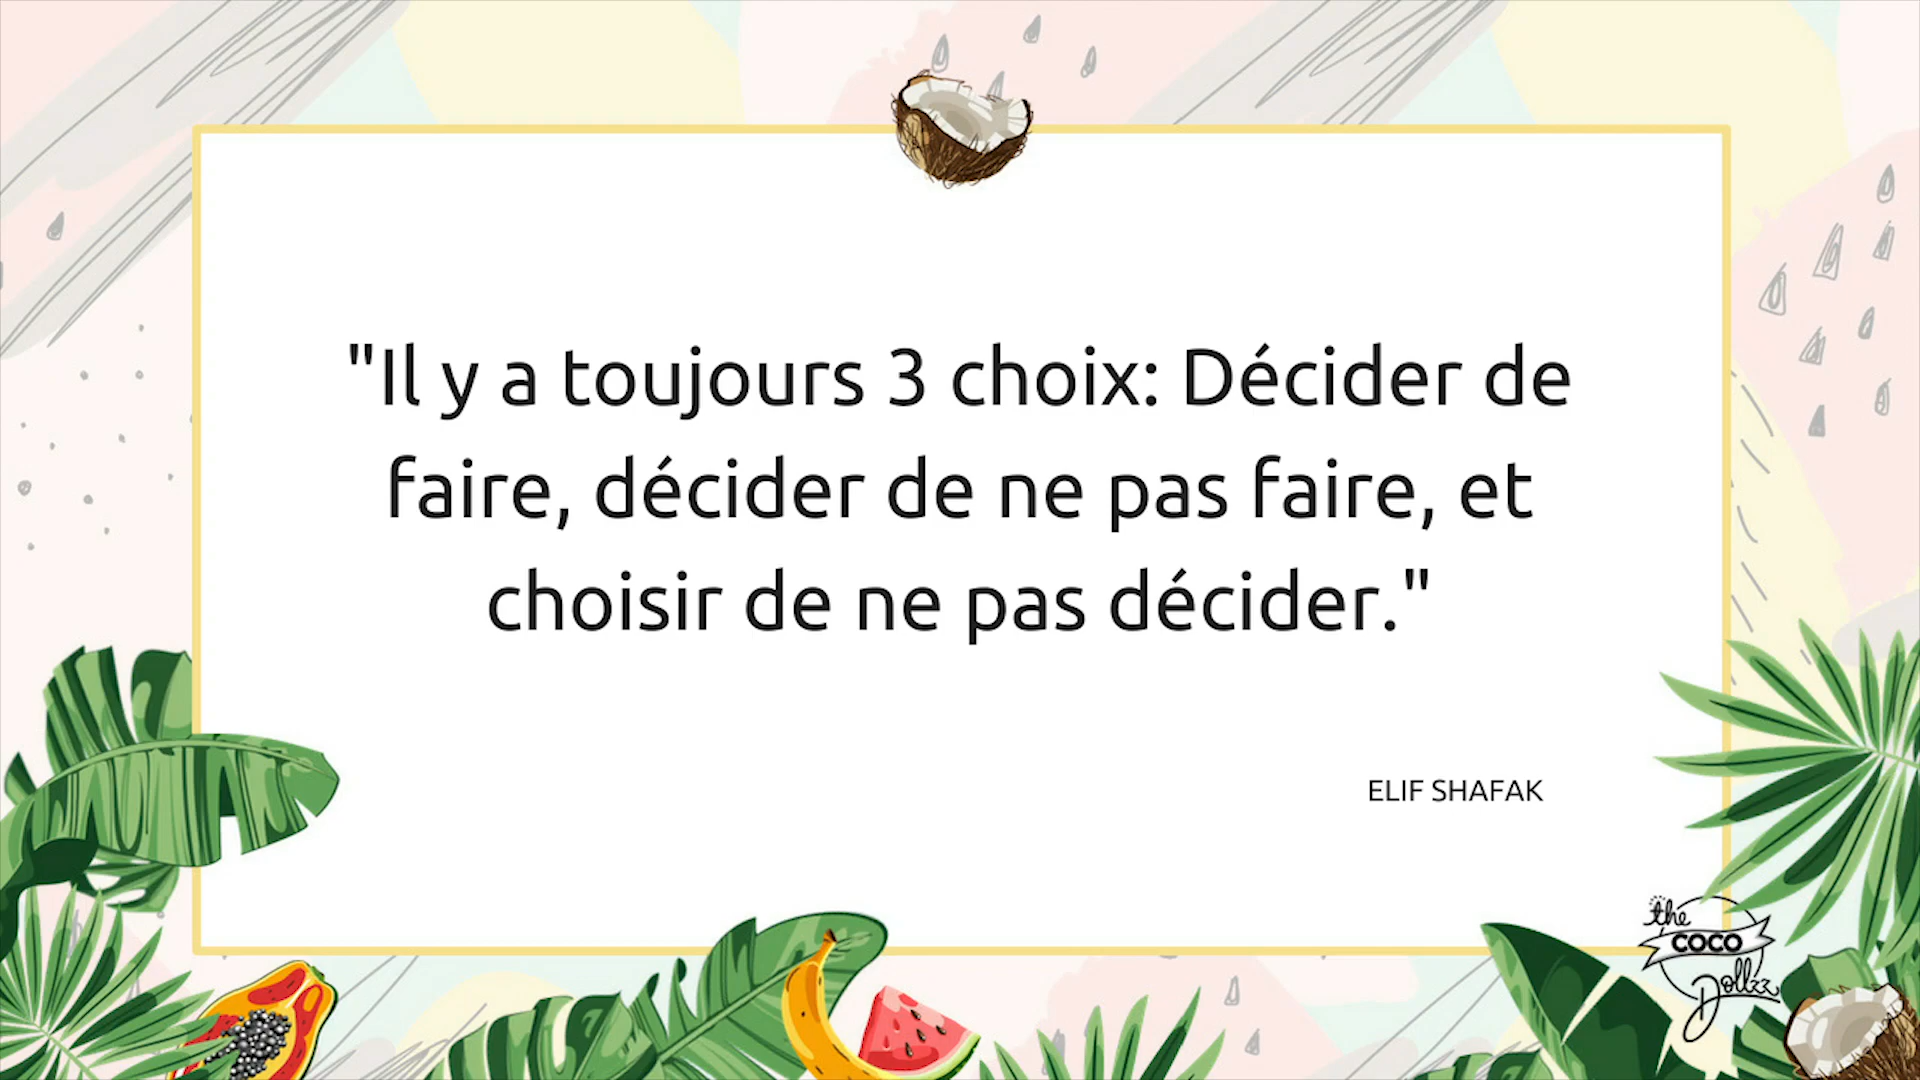 "Il y a toujours 3 choix: Décider de
faire, décider de ne pas faire, et
choisir de ne pas décider."
ELIF SHAFAK
the
COCO
Dollzz